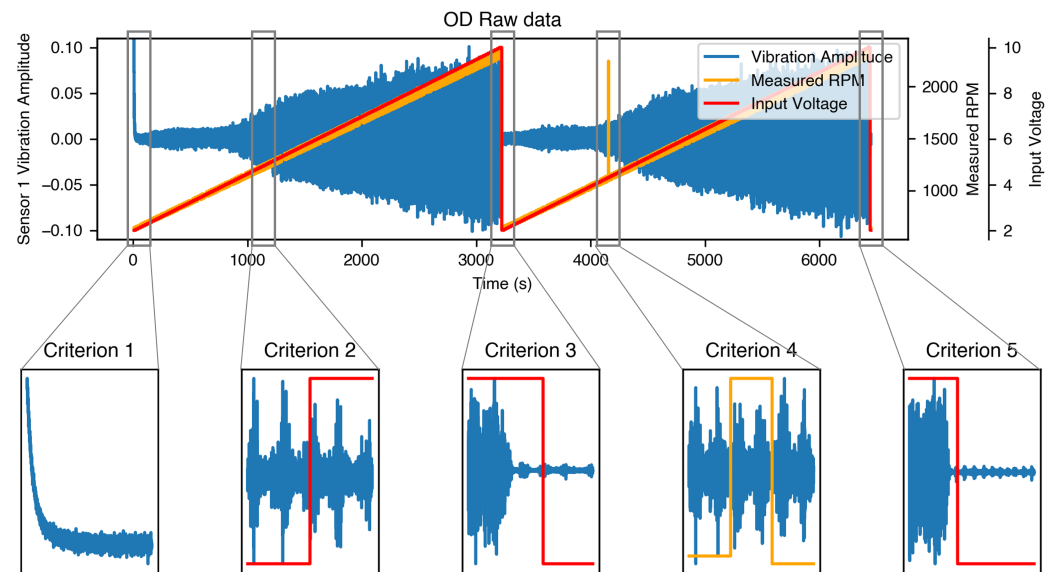 OD Raw data
Sensor 1 Vibration Amplitude
0.10
0.05
0.00
−0.05
−0.10
0
1000
2000
3000
4000
5000
6000
Time (s)
Vibration Amplitude
Measured RPM
Input Voltage
2000
1500
1000
Measured RPM
10
8
6
4
2
Input Voltage
Criterion 1
Criterion 2
Criterion 3
Criterion 4
Criterion 5